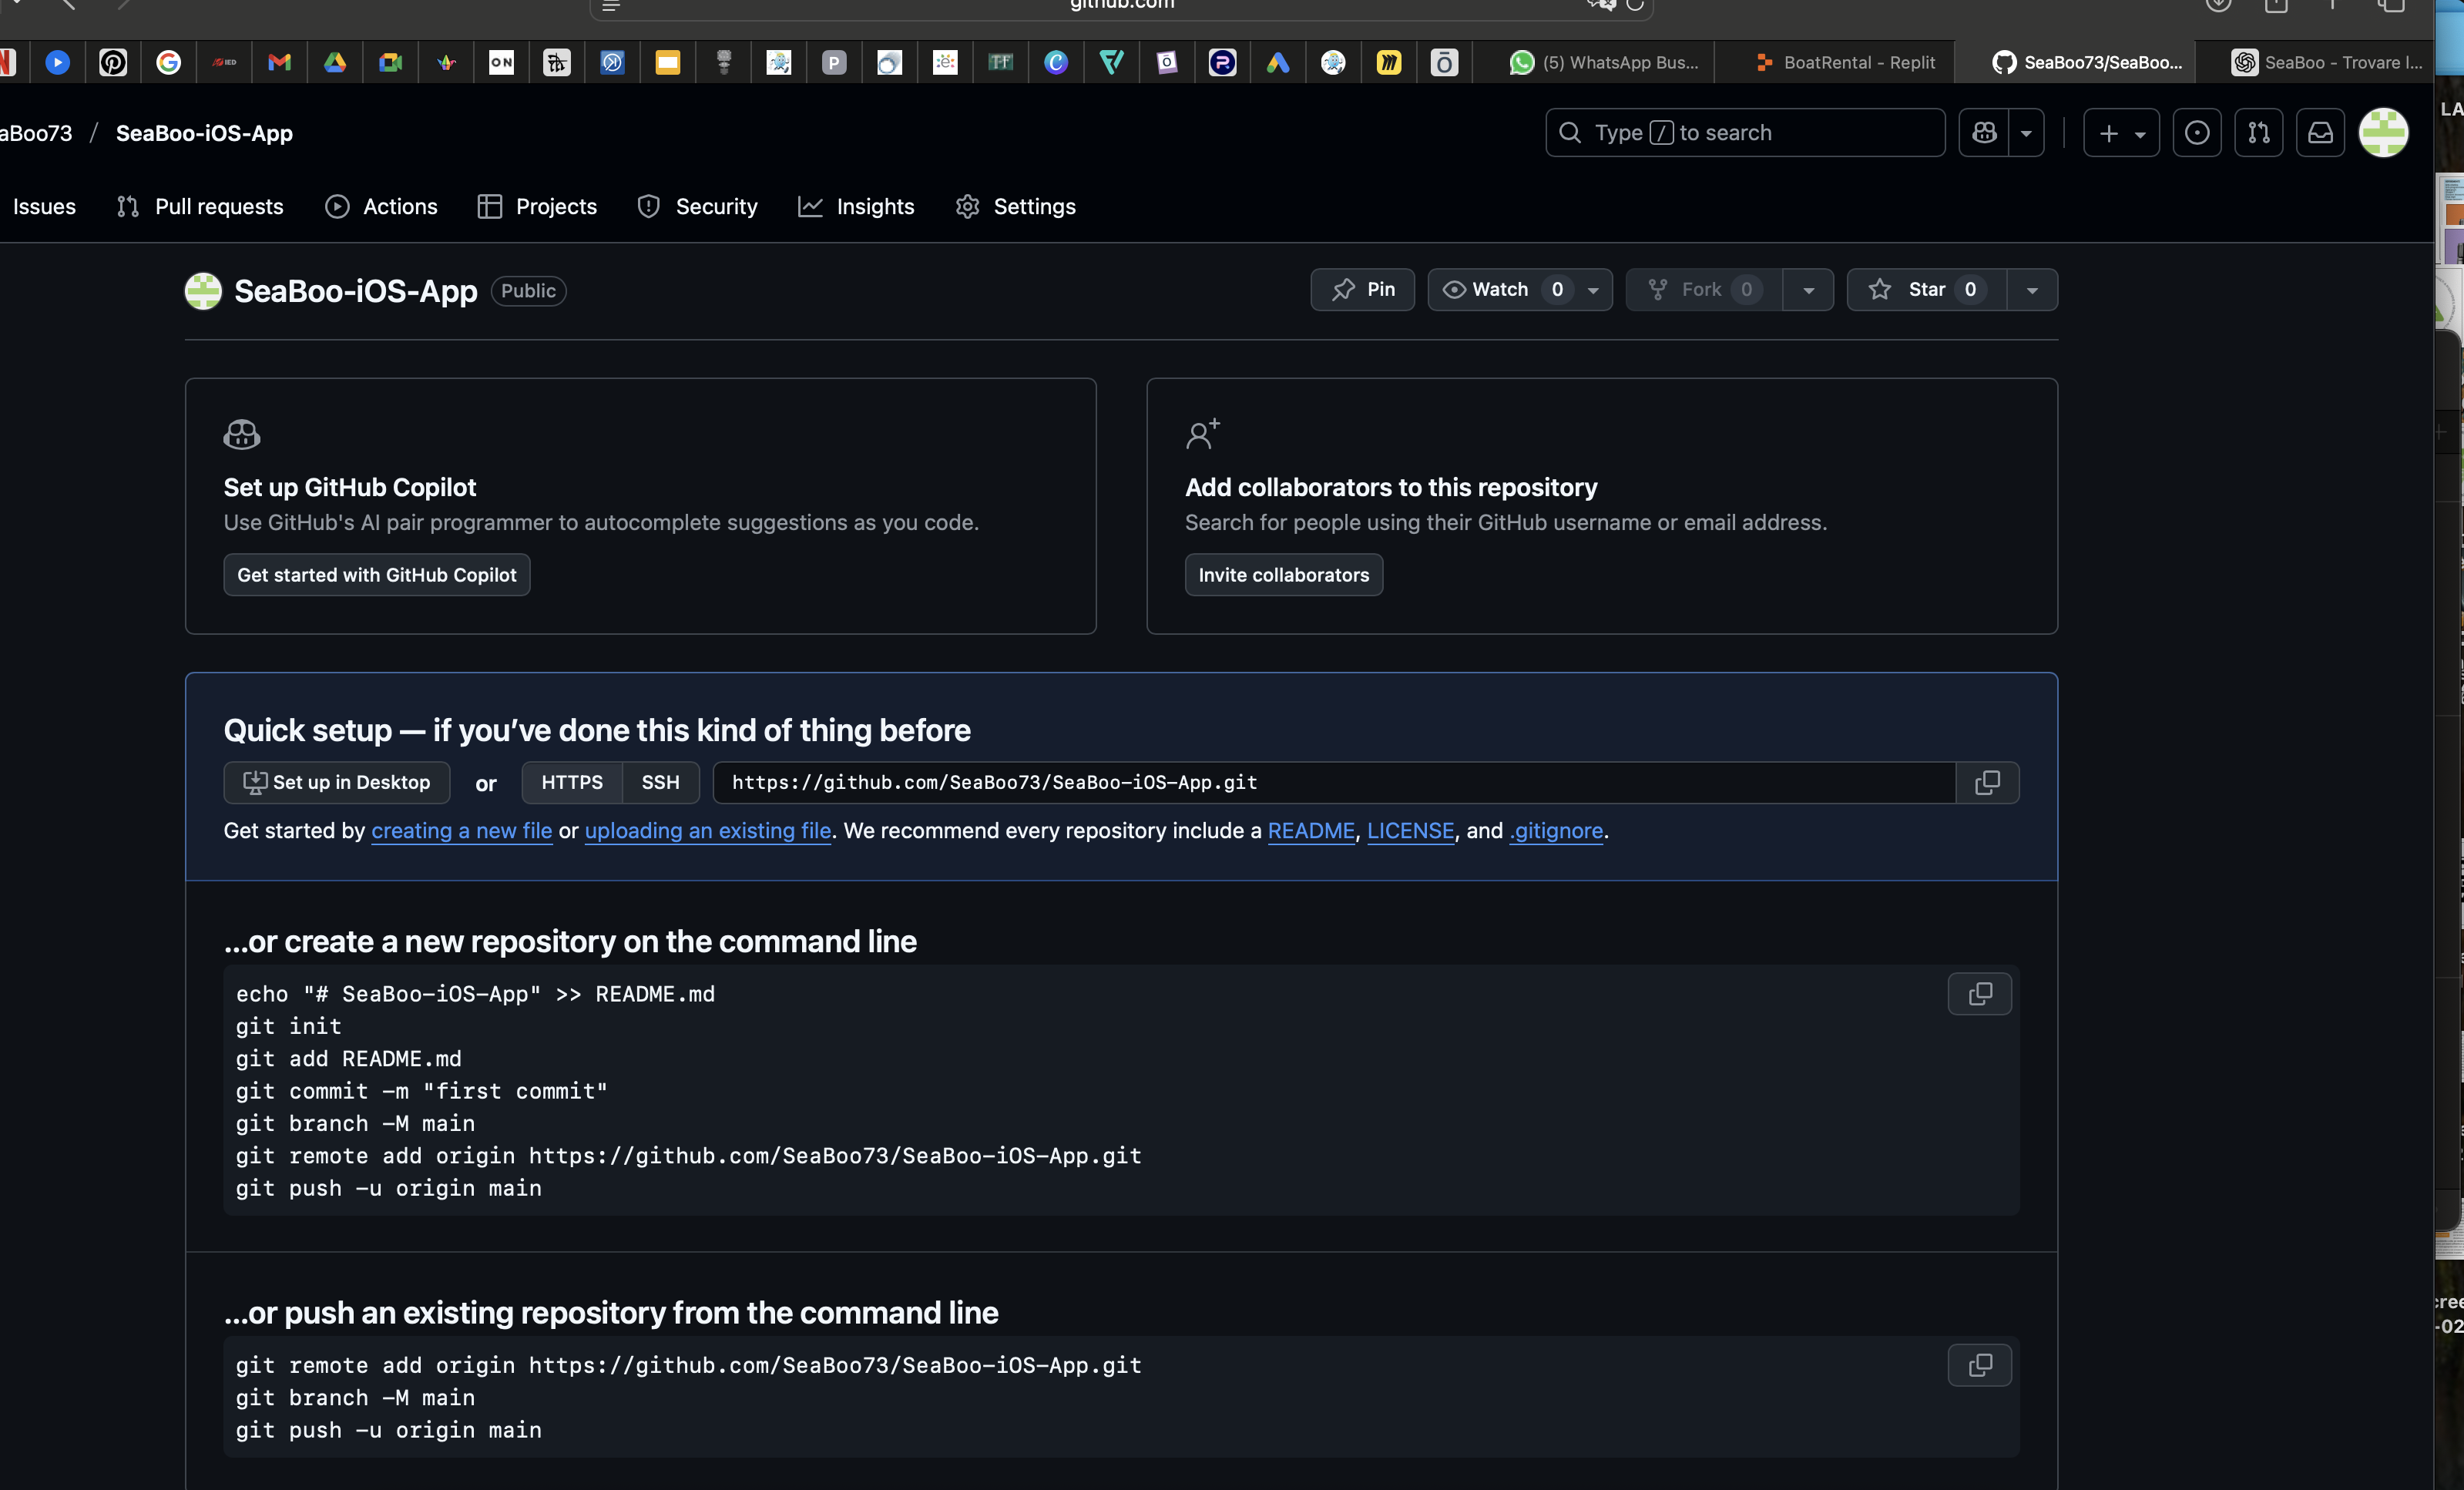 github.com
(5) WhatsApp Bus...
BoatRental - Replit
SeaBoo73/SeaBoo...
SeaBoo - Trovare I...
aBoo73 / SeaBoo-iOS-App
Type / to search
Issues
Pull requests
Actions
Projects
Security
Insights
Settings
SeaBoo-iOS-App Public
Pin
Watch 0
Fork 0
Star 0
Set up GitHub Copilot
Use GitHub's AI pair programmer to autocomplete suggestions as you code.
Get started with GitHub Copilot
Add collaborators to this repository
Search for people using their GitHub username or email address.
Invite collaborators
Quick setup — if you’ve done this kind of thing before
Set up in Desktop or HTTPS SSH https://github.com/SeaBoo73/SeaBoo-iOS-App.git
Get started by creating a new file or uploading an existing file. We recommend every repository include a README, LICENSE, and .gitignore.
…or create a new repository on the command line
echo "# SeaBoo-iOS-App" >> README.md
git init
git add README.md
git commit -m "first commit"
git branch -M main
git remote add origin https://github.com/SeaBoo73/SeaBoo-iOS-App.git
git push -u origin main
…or push an existing repository from the command line
git remote add origin https://github.com/SeaBoo73/SeaBoo-iOS-App.git
git branch -M main
git push -u origin main